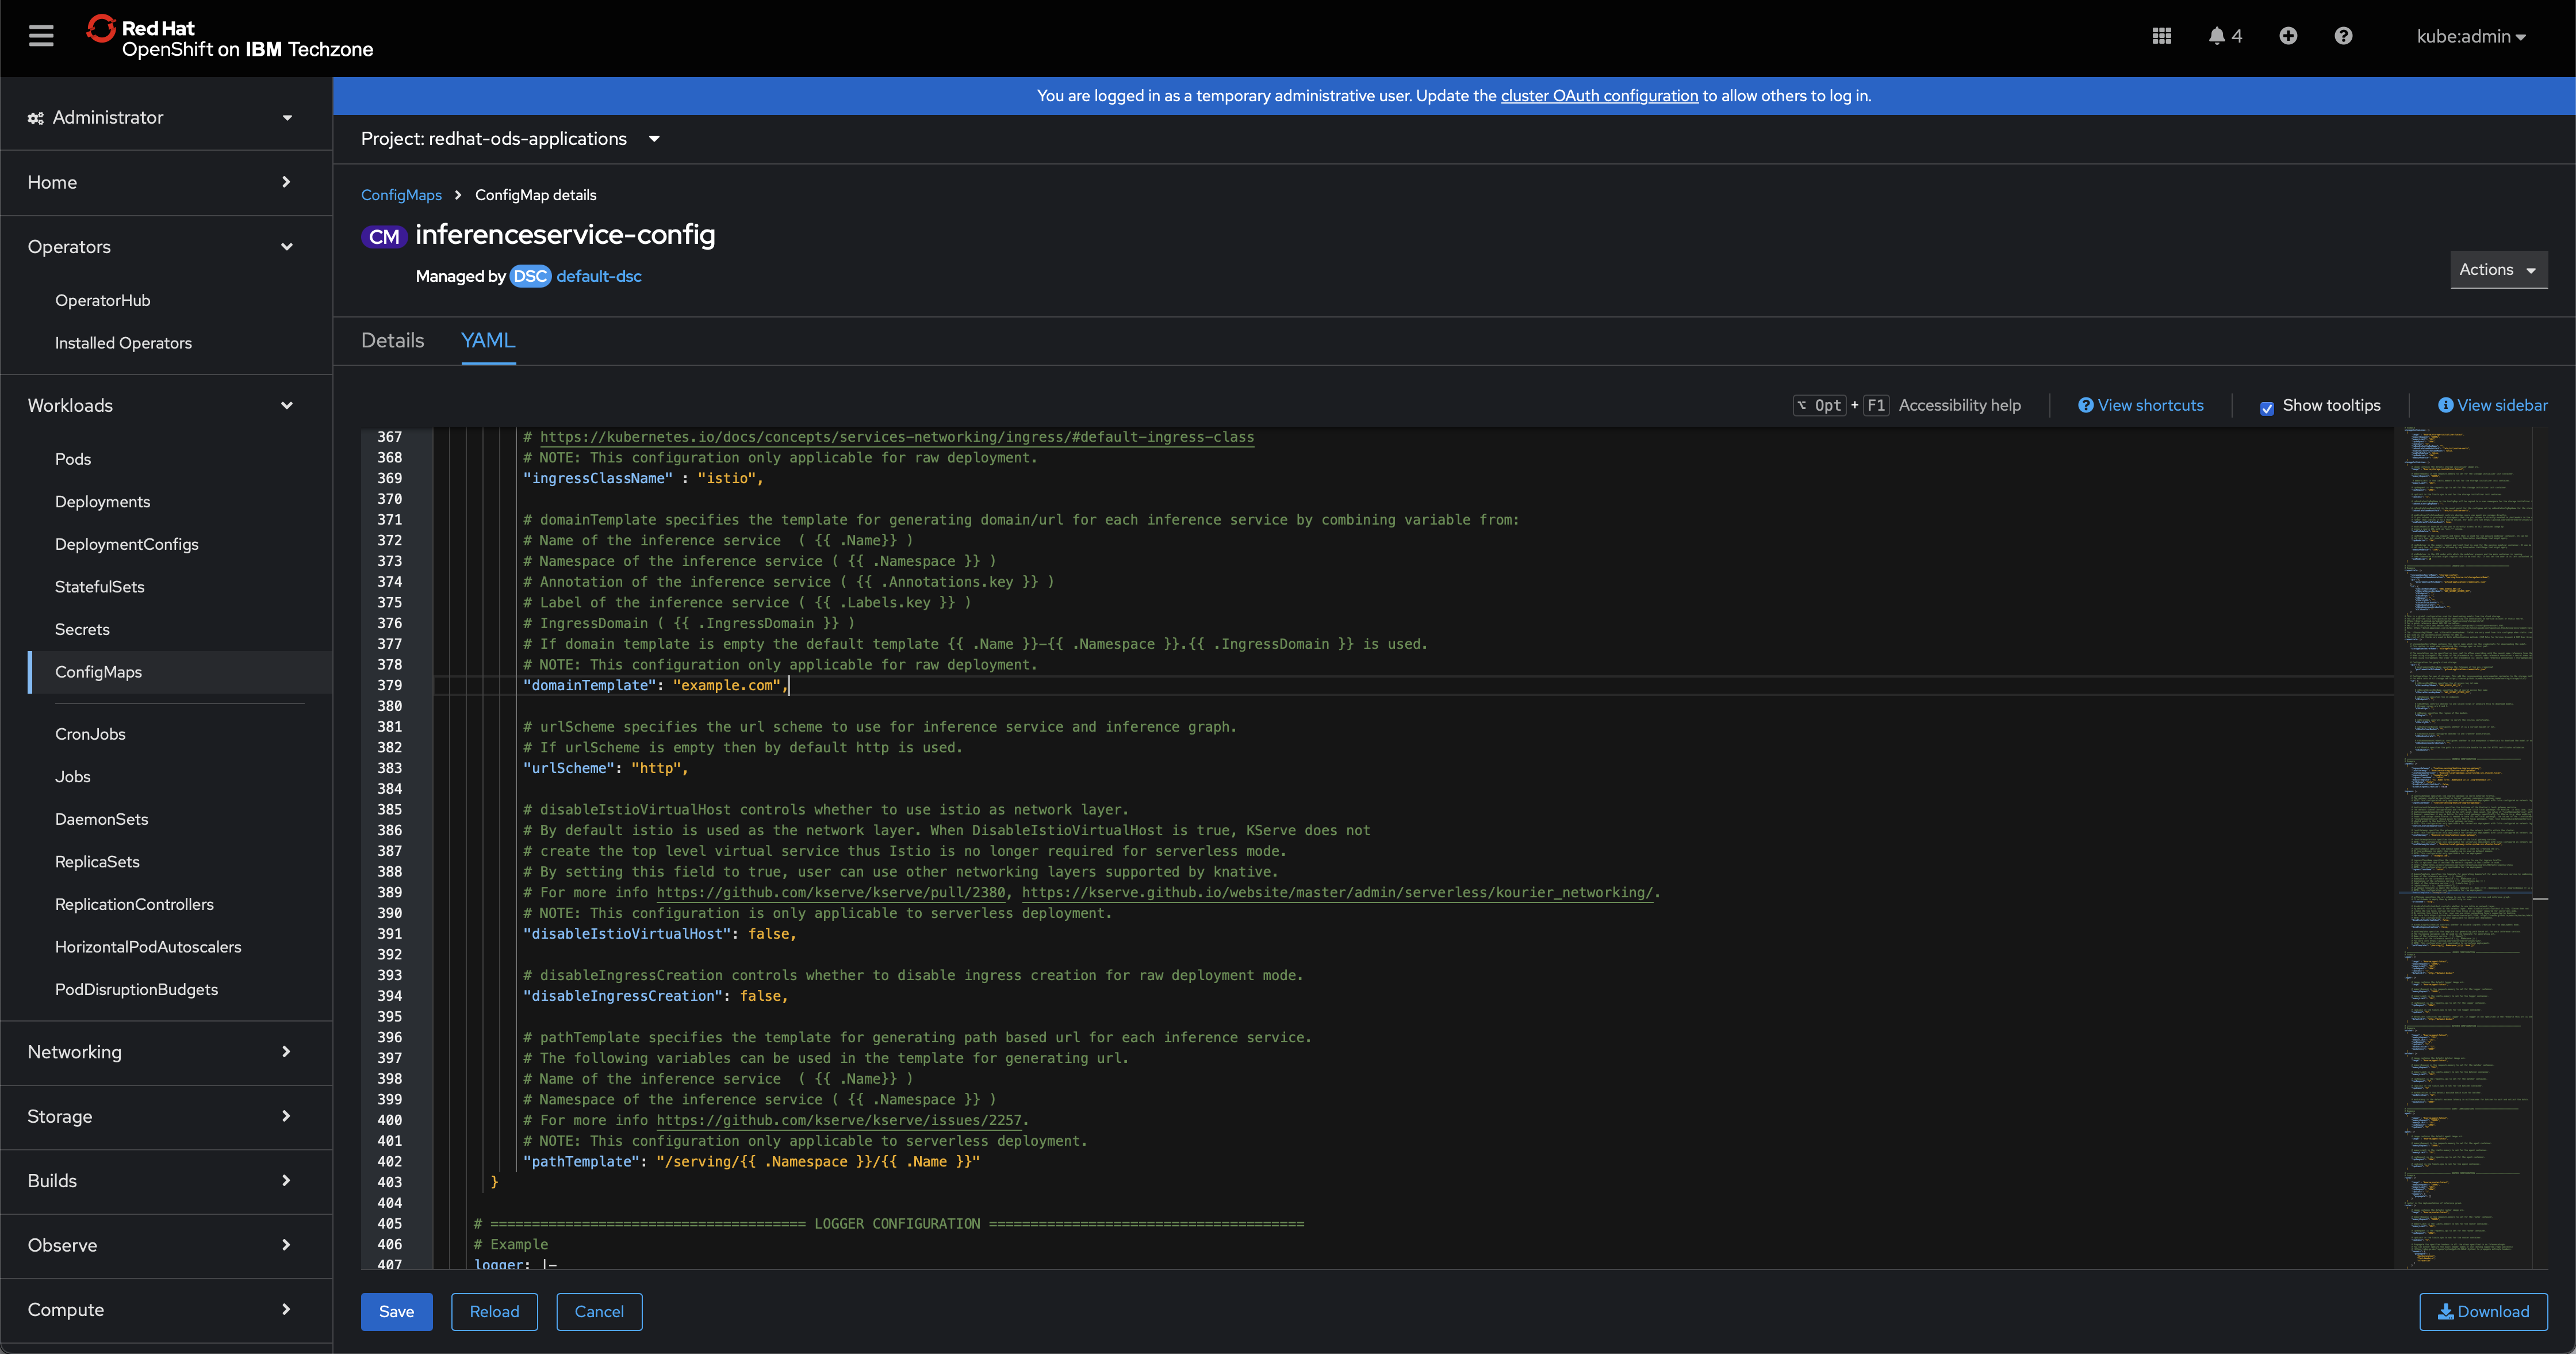 Red Hat
OpenShift on IBM Techzone
4
kube:admin
You are logged in as a temporary administrative user. Update the cluster OAuth configuration to allow others to log in.
Administrator
Home
Operators
OperatorHub
Installed Operators
Workloads
Pods
Deployments
DeploymentConfigs
StatefulSets
Secrets
ConfigMaps
CronJobs
Jobs
DaemonSets
ReplicaSets
ReplicationControllers
HorizontalPodAutoscalers
PodDisruptionBudgets
Networking
Storage
Builds
Observe
Compute
Project: redhat-ods-applications
ConfigMaps > ConfigMap details
CM inferenceservice-config
Managed by DSC default-dsc
Actions
Details YAML
⌥ Opt + F1 Accessibility help View shortcuts Show tooltips View sidebar
367 # https://kubernetes.io/docs/concepts/services-networking/ingress/#default-ingress-class
368 # NOTE: This configuration only applicable for raw deployment.
369 "ingressClassName" : "istio",
370
371 # domainTemplate specifies the template for generating domain/url for each inference service by combining variable from:
372 # Name of the inference service  ( {{ .Name}} )
373 # Namespace of the inference service ( {{ .Namespace }} )
374 # Annotation of the inference service ( {{ .Annotations.key }} )
375 # Label of the inference service ( {{ .Labels.key }} )
376 # IngressDomain ( {{ .IngressDomain }} )
377 # If domain template is empty the default template {{ .Name }}-{{ .Namespace }}.{{ .IngressDomain }} is used.
378 # NOTE: This configuration only applicable for raw deployment.
379 "domainTemplate": "example.com",
380
381 # urlScheme specifies the url scheme to use for inference service and inference graph.
382 # If urlScheme is empty then by default http is used.
383 "urlScheme": "http",
384
385 # disableIstioVirtualHost controls whether to use istio as network layer.
386 # By default istio is used as the network layer. When DisableIstioVirtualHost is true, KServe does not
387 # create the top level virtual service thus Istio is no longer required for serverless mode.
388 # By setting this field to true, user can use other networking layers supported by knative.
389 # For more info https://github.com/kserve/kserve/pull/2380, https://kserve.github.io/website/master/admin/serverless/kourier_networking/.
390 # NOTE: This configuration is only applicable to serverless deployment.
391 "disableIstioVirtualHost": false,
392
393 # disableIngressCreation controls whether to disable ingress creation for raw deployment mode.
394 "disableIngressCreation": false,
395
396 # pathTemplate specifies the template for generating path based url for each inference service.
397 # The following variables can be used in the template for generating url.
398 # Name of the inference service  ( {{ .Name}} )
399 # Namespace of the inference service ( {{ .Namespace }} )
400 # For more info https://github.com/kserve/kserve/issues/2257.
401 # NOTE: This configuration only applicable to serverless deployment.
402 "pathTemplate": "/serving/{{ .Namespace }}/{{ .Name }}"
403 }
404
405 # ====================================== LOGGER CONFIGURATION ======================================
406 # Example
407 logger: |-
Save Reload Cancel Download